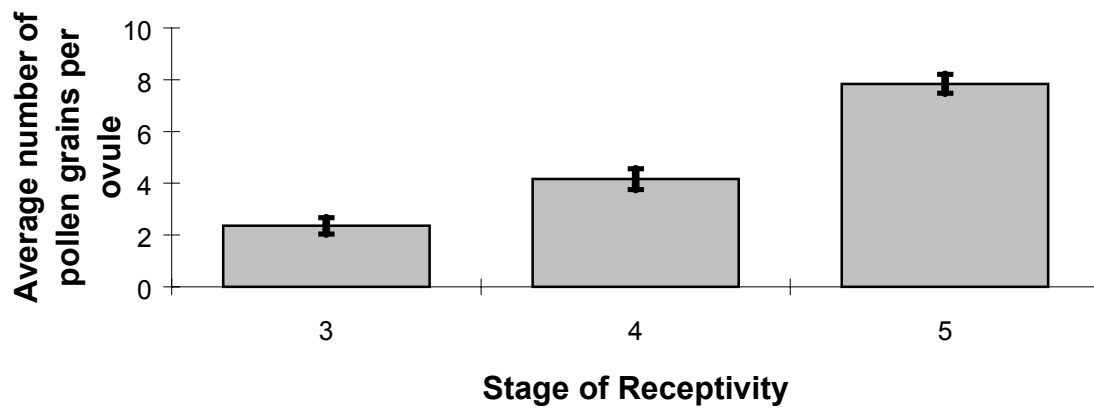 Average number of
pollen grains per
ovule
10
8
6
4
2
0
3
4
5
Stage of Receptivity